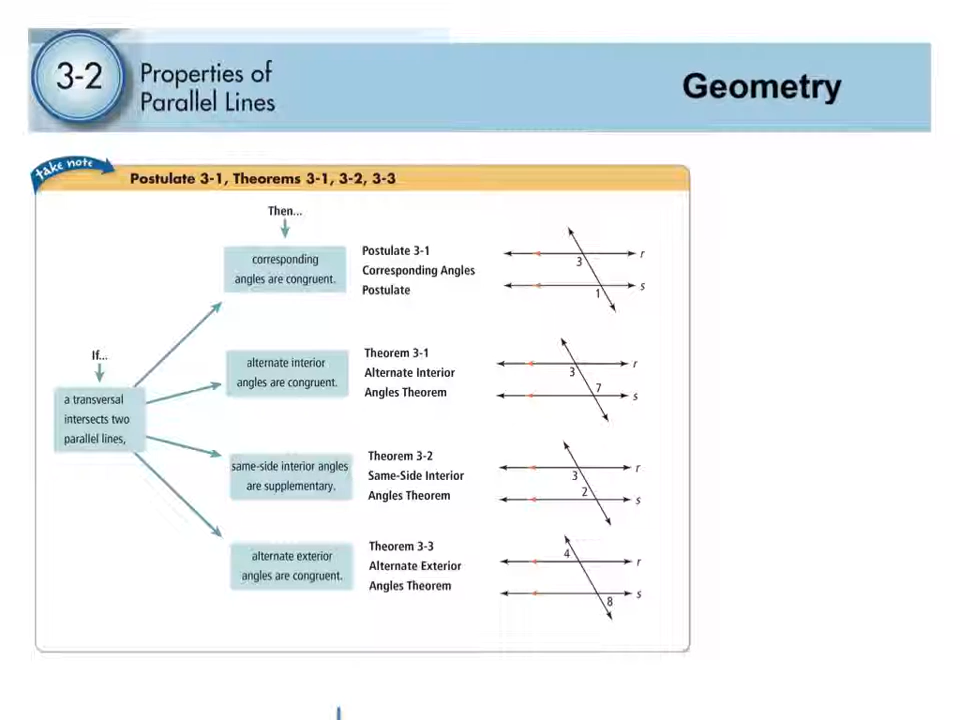 3-2
Properties of
Parallel Lines
Geometry
take note
Postulate 3-1, Theorems 3-1, 3-2, 3-3
If...
a transversal
intersects two
parallel lines,
Then...
corresponding
angles are congruent.
Postulate 3-1
Corresponding Angles
Postulate
r
3
s
1
alternate interior
angles are congruent.
Theorem 3-1
Alternate Interior
Angles Theorem
r
3
7
s
same-side interior angles
are supplementary.
Theorem 3-2
Same-Side Interior
Angles Theorem
r
3
2
s
alternate exterior
angles are congruent.
Theorem 3-3
Alternate Exterior
Angles Theorem
4
r
s
8